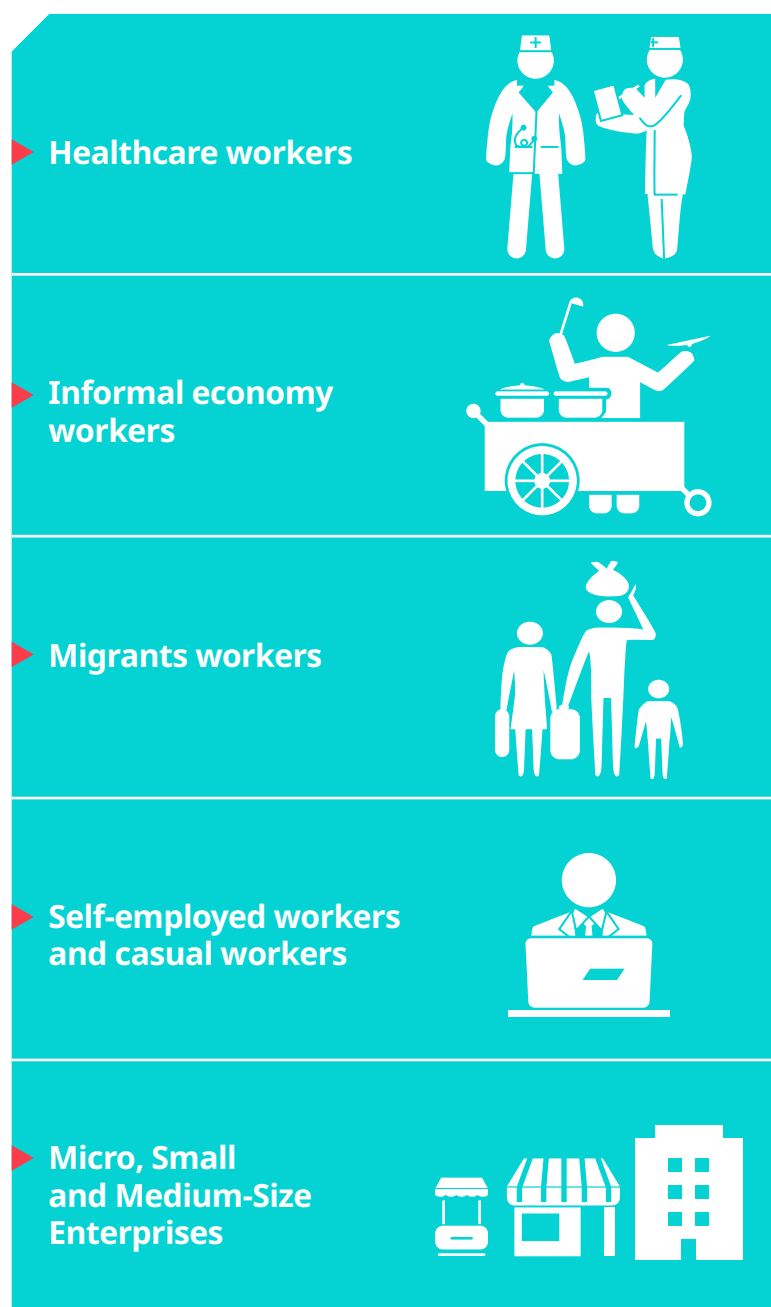 Healthcare workers
Informal economy
workers
Migrants workers
Self-employed workers
and casual workers
Micro, Small
and Medium-Size
Enterprises